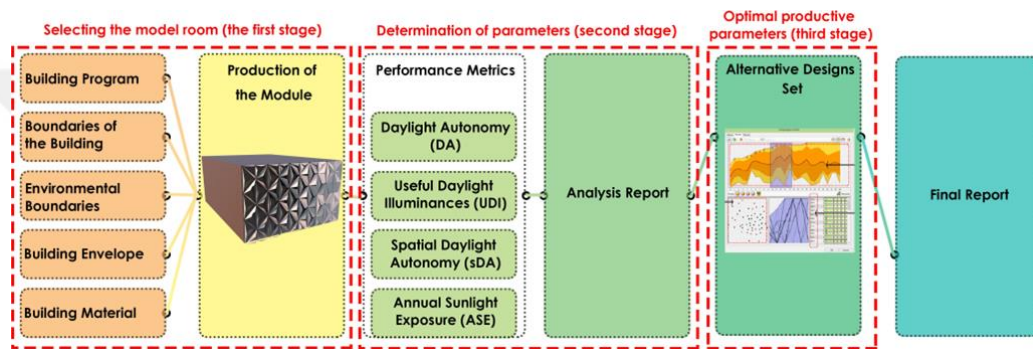 Selecting the model room (the first stage)
Determination of parameters (second stage)
Optimal productive
parameters (third stage)
Building Program
Boundaries of
the Building
Environmental
Boundaries
Building Envelope
Building Material
Production of
the Module
Performance Metrics
Daylight Autonomy
(DA)
Useful Daylight
Illuminances (UDI)
Spatial Daylight
Autonomy (sDA)
Annual Sunlight
Exposure (ASE)
Analysis Report
Alternative Designs
Set
Final Report